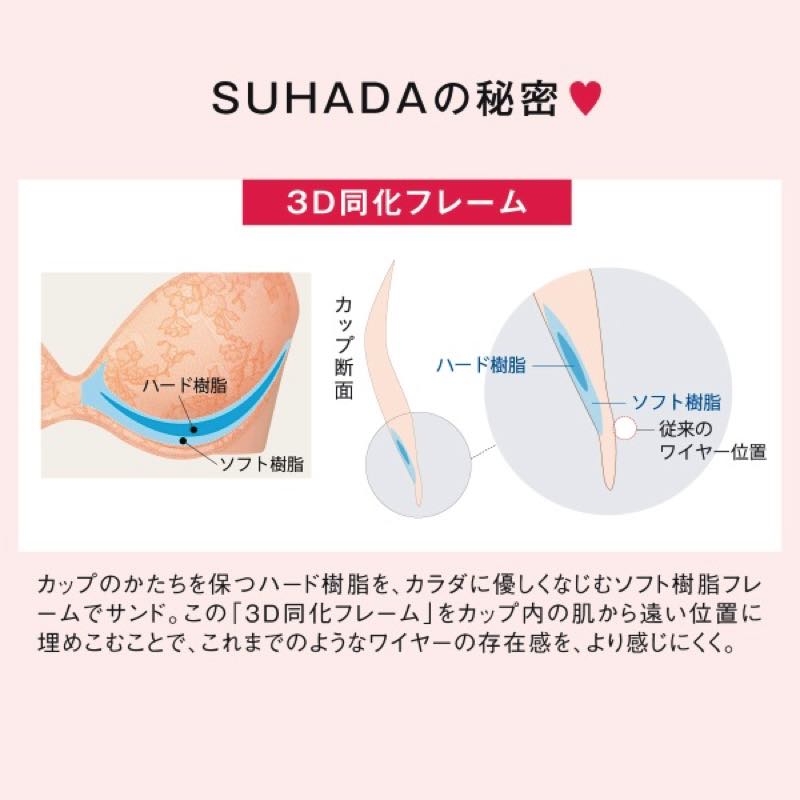 SUHADAの秘密♥
3D同化フレーム
ハード樹脂
ソフト樹脂
カップ断面
ハード樹脂
ソフト樹脂
従来の
ワイヤー位置
カップのかたちを保つハード樹脂を、カラダに優しくなじむソフト樹脂フレ
ームでサンド。この「3D同化フレーム」をカップ内の肌から遠い位置に
埋めこむことで、これまでのようなワイヤーの存在感を、より感じにくく。